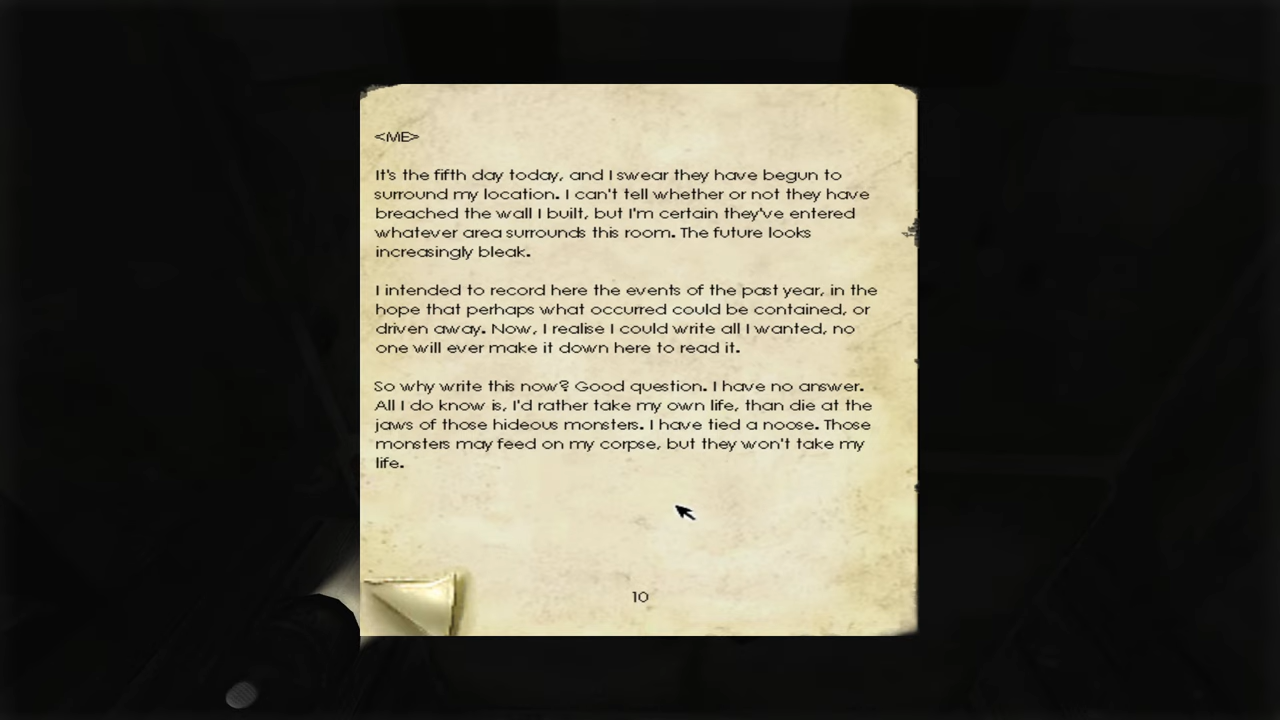 <ME>
It's the fifth day today, and I swear they have begun to
surround my location. I can't tell whether or not they have
breached the wall I built, but I'm certain they've entered
whatever area surrounds this room. The future looks
increasingly bleak.
I intended to record here the events of the past year, in the
hope that perhaps what occurred could be contained, or
driven away. Now, I realise I could write all I wanted, no
one will ever make it down here to read it.
So why write this now? Good question. I have no answer.
All I do know is, I'd rather take my own life, than die at the
jaws of those hideous monsters. I have tied a noose. Those
monsters may feed on my corpse, but they won't take my
life.
10